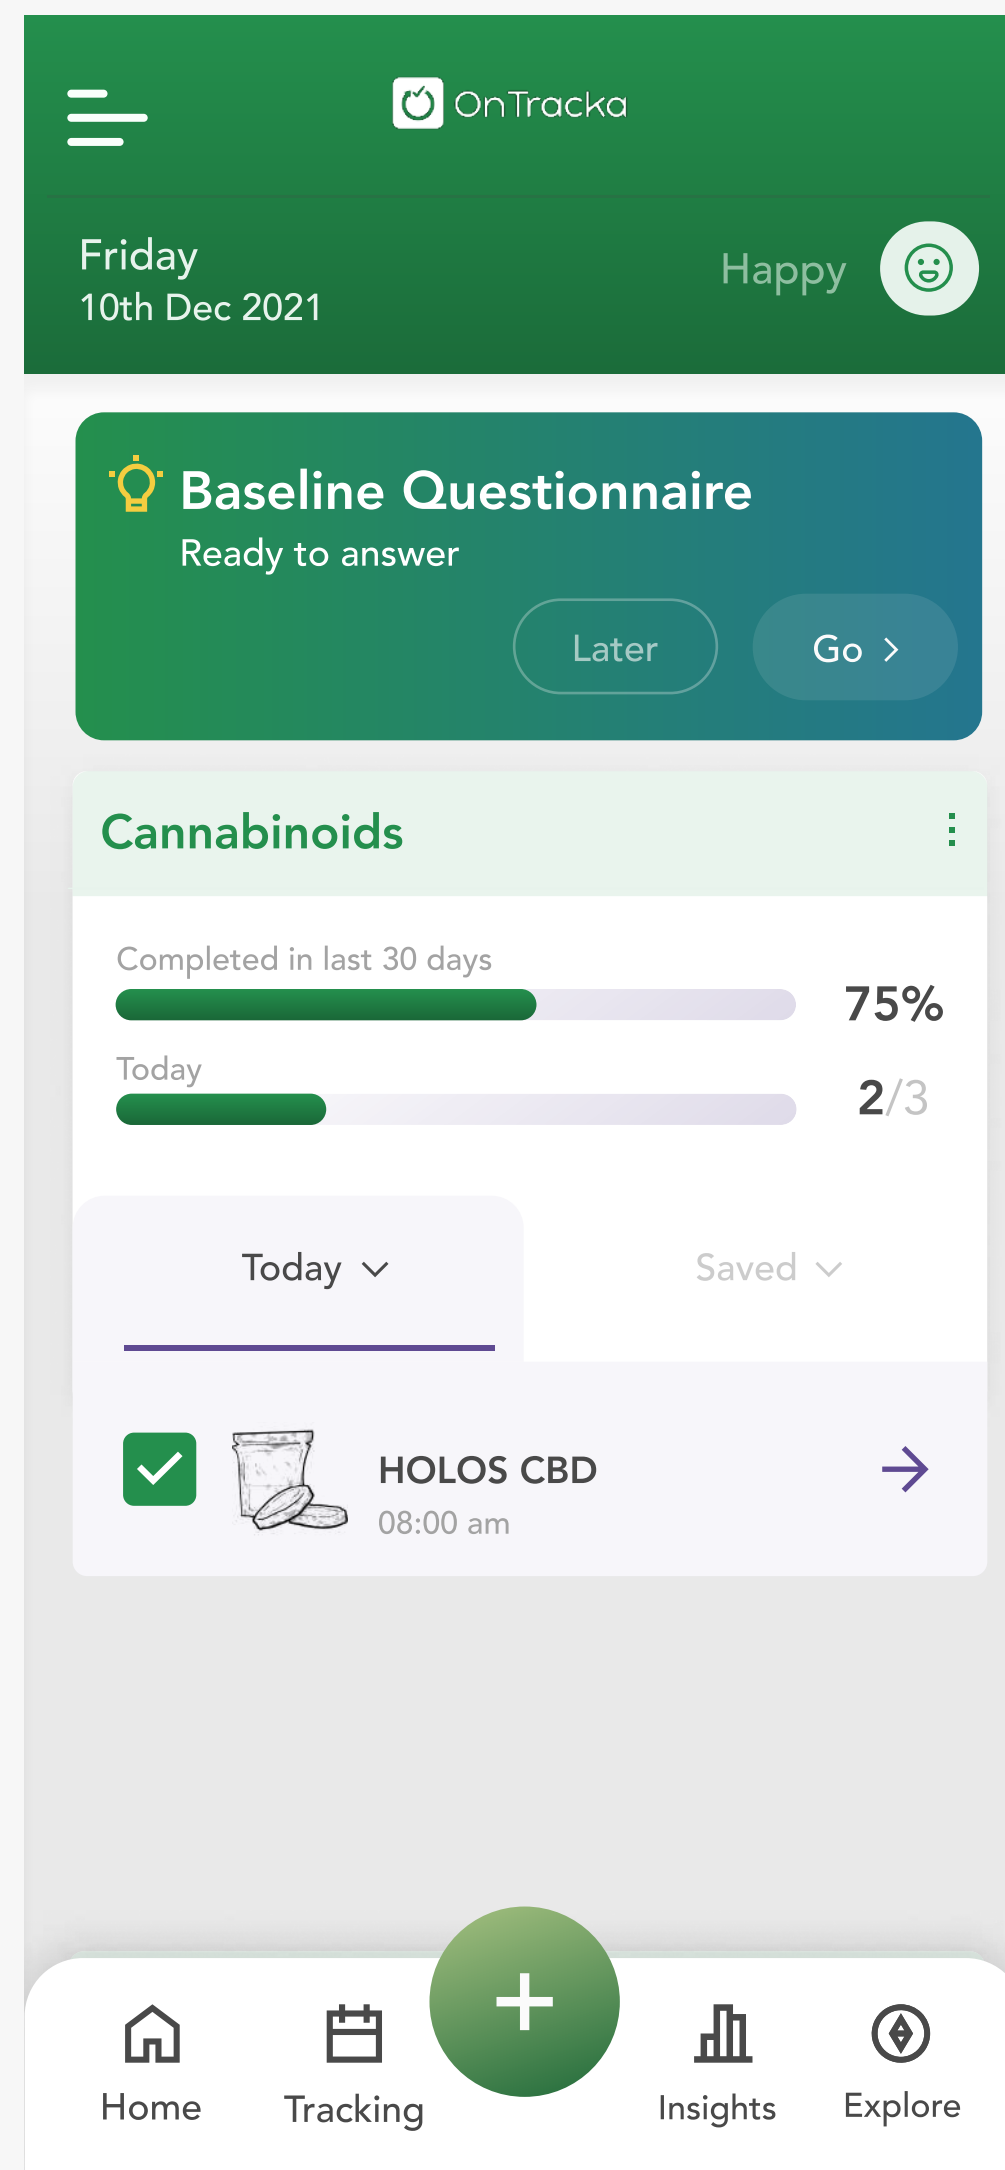 OnTracka
Friday
10th Dec 2021
Happy
Baseline Questionnaire
Ready to answer
Later
Go
Cannabinoids
Completed in last 30 days
75%
Today
2/3
Today
Saved
HOLOS CBD
08:00 am
Home
Tracking
Insights
Explore